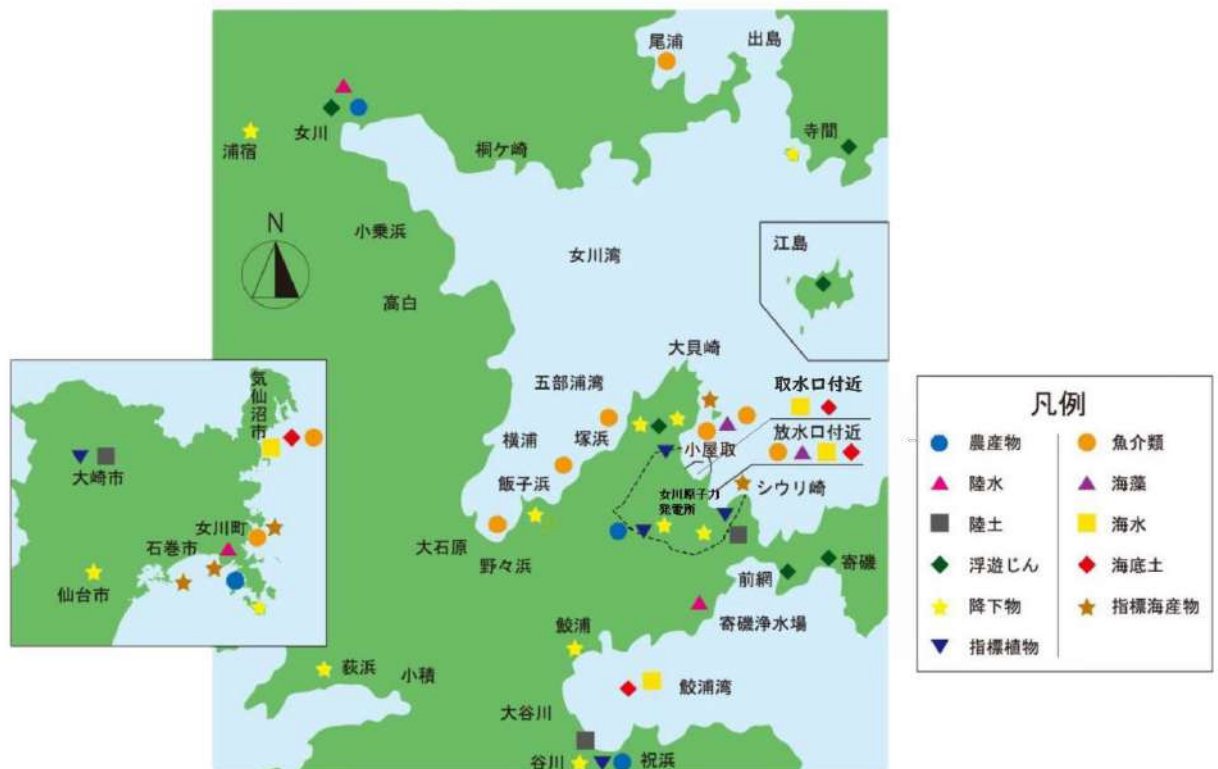 尾浦
出島
女川
浦宿
桐ケ崎
寺間
N
小乗浜
女川湾
江島
高白
大貝崎
五部浦湾
取水口付近
横浦
塚浜
小屋取
放水口付近
飯子浜
女川原子力
発電所
シウリ崎
大石原
野々浜
前網
寄磯
寄磯浄水場
鮫浦
荻浜
小積
鮫浦湾
大谷川
谷川
祝浜
気仙沼市
大崎市
女川町
石巻市
仙台市
凡例
農産物
陸水
陸土
浮遊じん
降下物
指標植物
魚介類
海藻
海水
海底土
指標海産物